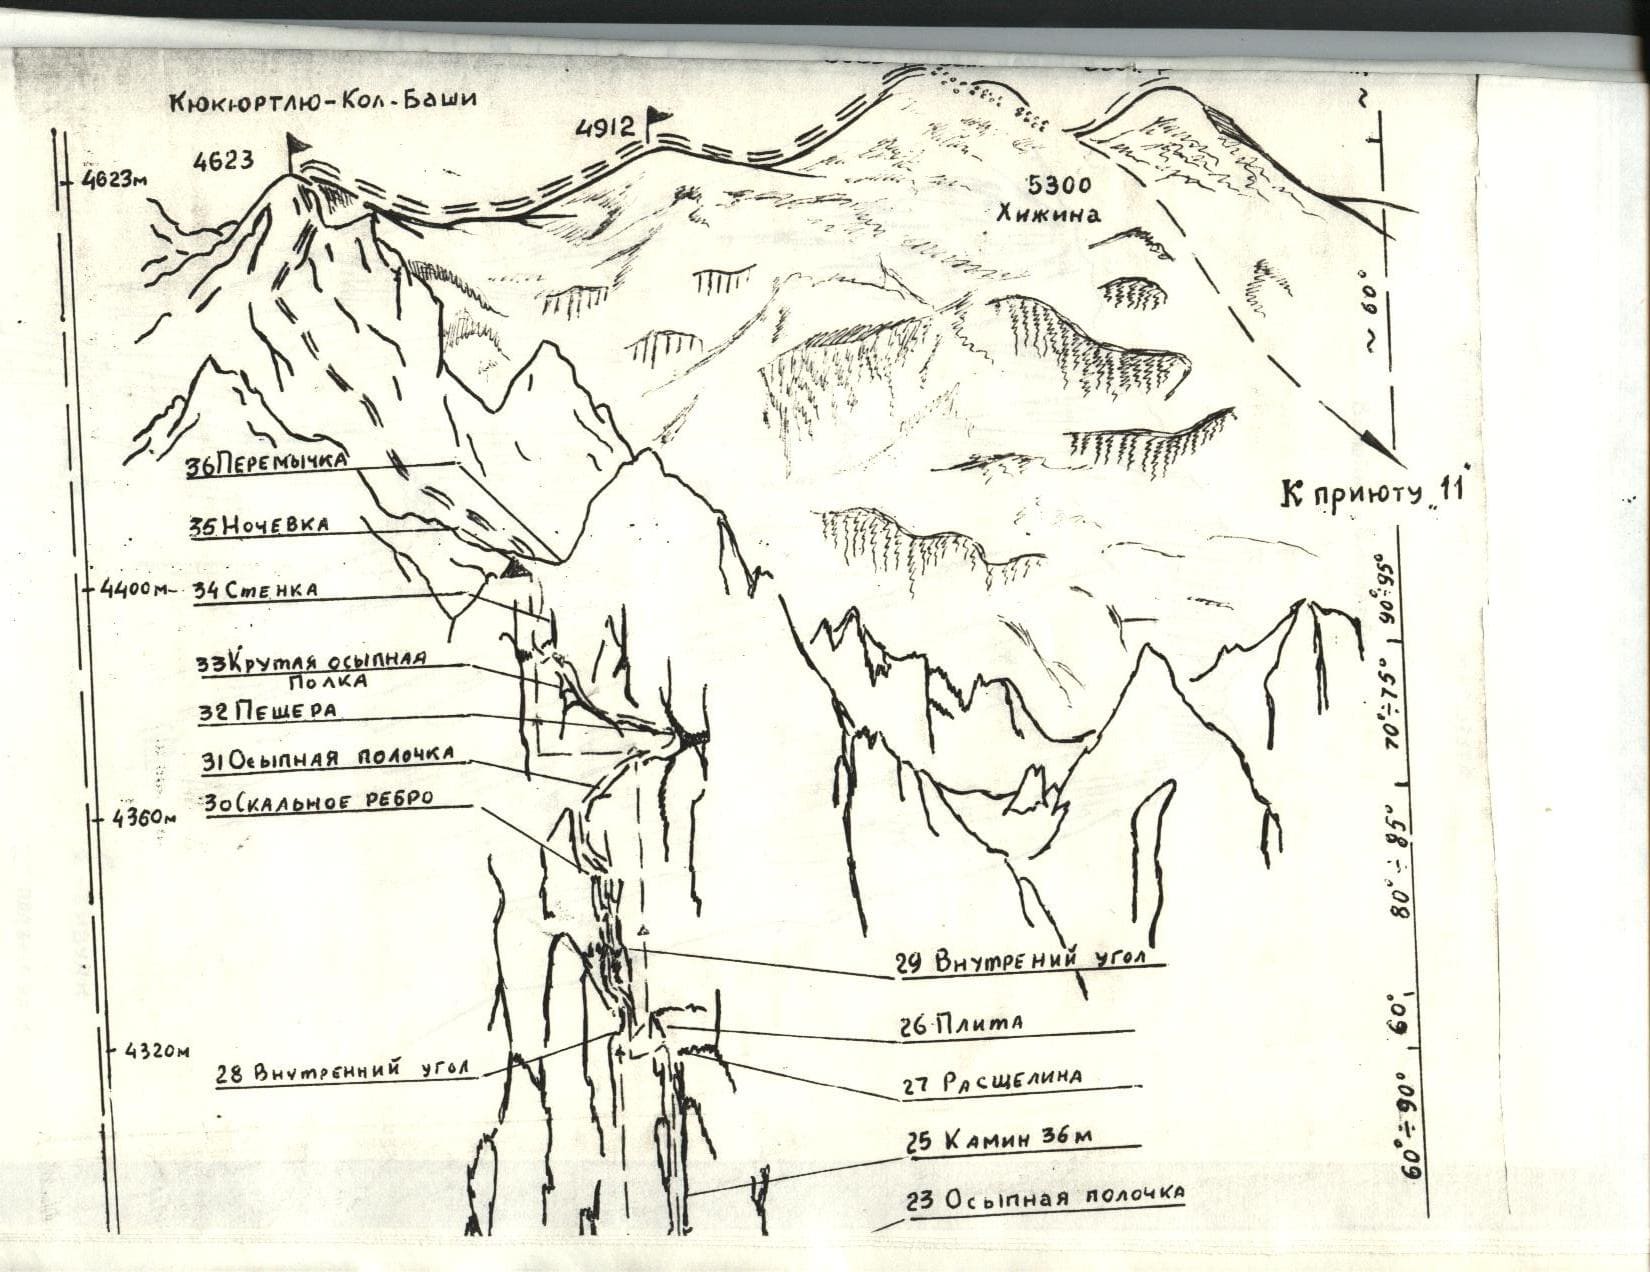 Кюкюртлю-Кол-Баши
4912
4623
4623м
5300
Хижина
~ 60°
К приюту „11"
36 Перемычка
35 Ночевка
4400м
34 Стенка
90°÷95°
33 Крутая осыпная
полка
32 Пещера
70°÷75°
31 Осыпная полочка
30 Скальное ребро
4360м
80°÷85°
29 Внутрений угол
26 Плита
60°
4320м
28 Внутренний угол
27 Расщелина
25 Камин 36м
60°÷90°
23 Осыпная полочка